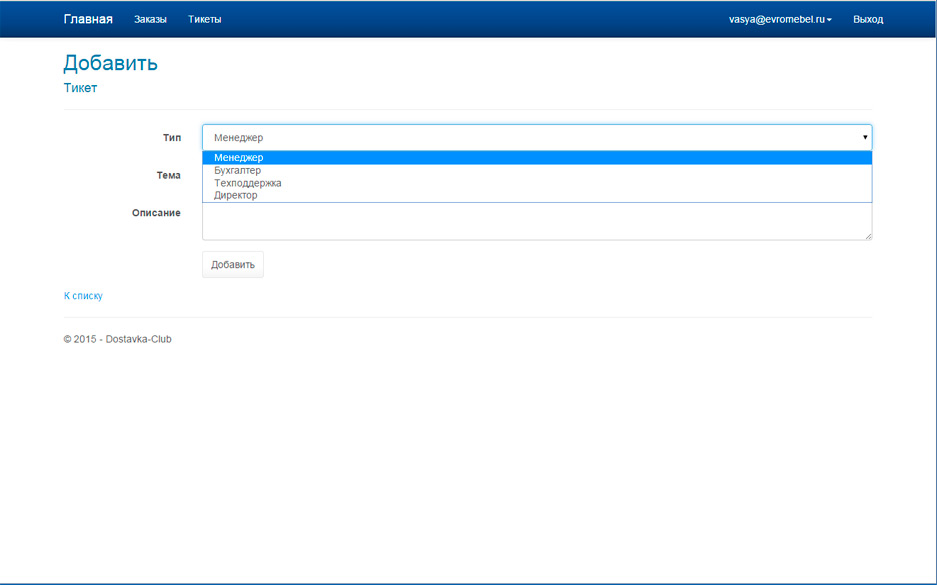 Главная Заказы Тикеты vasya@evromebel.ru Выход
Добавить
Тикет
Тип Менеджер
Менеджер
Бухгалтер
Тема
Техподдержка
Директор
Описание
Добавить
К списку
© 2015 - Dostavka-Club